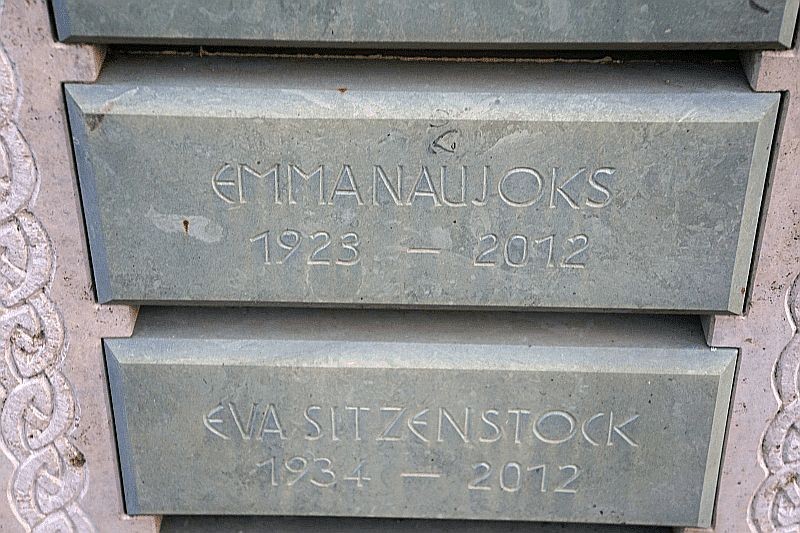 EMMA NAUJOKS
1923 – 2012
EVA SITZENSTOCK
1934 – 2012